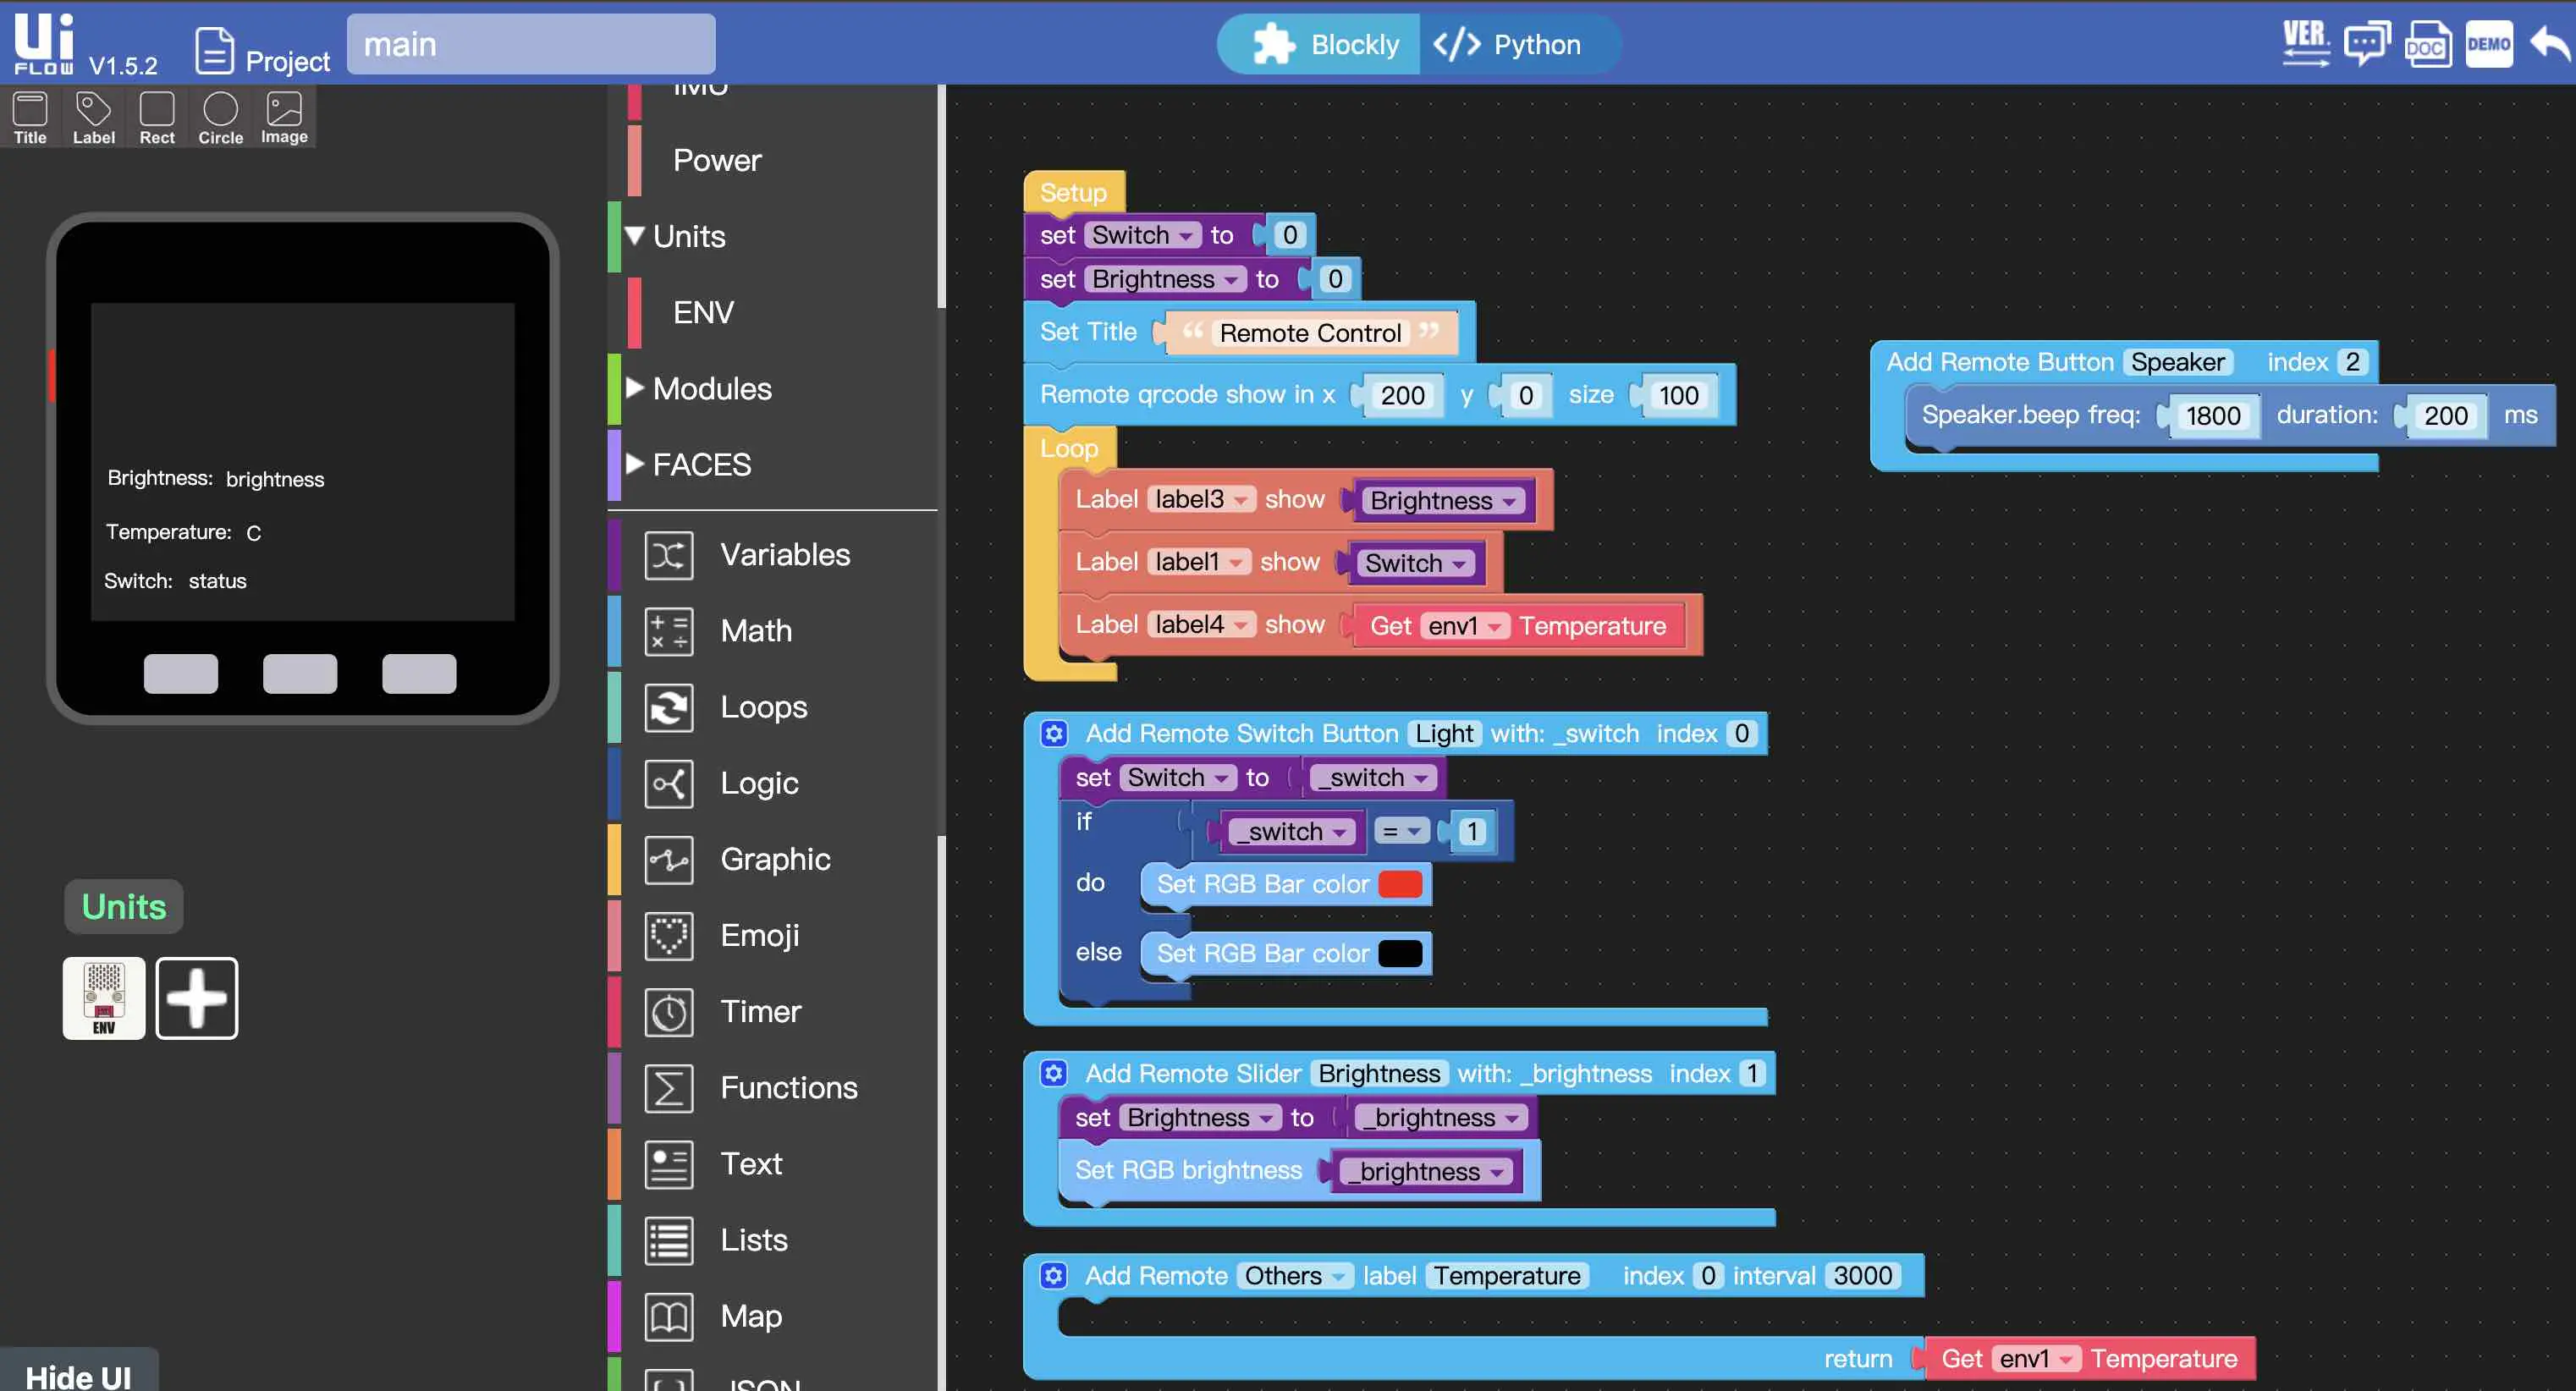 Ui
FLOW V1.5.2 Project main Blockly </> Python VER. DOC DEMO
Title Label Rect Circle Image
Brightness: brightness
Temperature: C
Switch: status
Units
ENV
Hide UI
IMU
Power
Units
ENV
Modules
FACES
Variables
Math
Loops
Logic
Graphic
Emoji
Timer
Functions
Text
Lists
Map
JSON
Setup
set Switch to 0
set Brightness to 0
Set Title “ Remote Control ”
Remote qrcode show in x 200 y 0 size 100
Loop
Label label3 show Brightness
Label label1 show Switch
Label label4 show Get env1 Temperature
Add Remote Button Speaker index 2
Speaker.beep freq: 1800 duration: 200 ms
Add Remote Switch Button Light with: _switch index 0
set Switch to _switch
if _switch = 1
do Set RGB Bar color
else Set RGB Bar color
Add Remote Slider Brightness with: _brightness index 1
set Brightness to _brightness
Set RGB brightness _brightness
Add Remote Others label Temperature index 0 interval 3000
return Get env1 Temperature